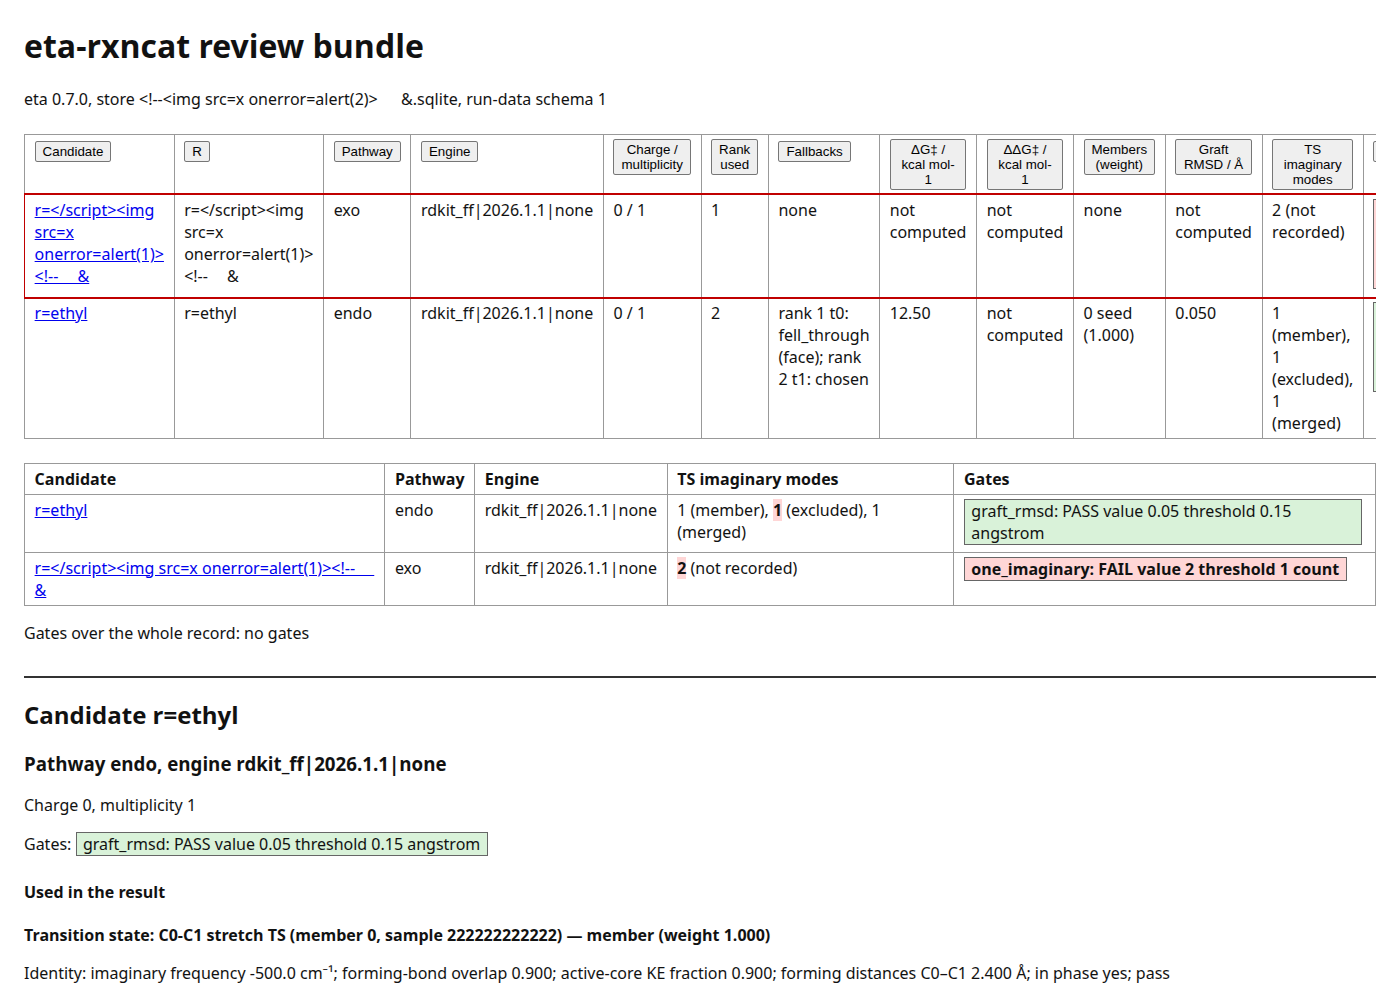 eta-rxncat review bundle
eta 0.7.0, store <!--<img src=x onerror=alert(2)>     &.sqlite, run-data schema 1
Candidate R Pathway Engine Charge / multiplicity Rank used Fallbacks ΔG‡ / kcal mol-1 ΔΔG‡ / kcal mol-1 Members (weight) Graft RMSD / Å TS imaginary modes
r=</script><img src=x onerror=alert(1)><!--    & r=</script><img src=x onerror=alert(1)><!--    & exo rdkit_ff|2026.1.1|none 0 / 1 1 none not computed not computed none not computed 2 (not recorded)
r=ethyl r=ethyl endo rdkit_ff|2026.1.1|none 0 / 1 2 rank 1 t0: fell_through (face); rank 2 t1: chosen 12.50 not computed 0 seed (1.000) 0.050 1 (member), 1 (excluded), 1 (merged)
Candidate Pathway Engine TS imaginary modes Gates
r=ethyl endo rdkit_ff|2026.1.1|none 1 (member), 1 (excluded), 1 (merged) graft_rmsd: PASS value 0.05 threshold 0.15 angstrom
r=</script><img src=x onerror=alert(1)><!--    & exo rdkit_ff|2026.1.1|none 2 (not recorded) one_imaginary: FAIL value 2 threshold 1 count
Gates over the whole record: no gates
Candidate r=ethyl
Pathway endo, engine rdkit_ff|2026.1.1|none
Charge 0, multiplicity 1
Gates: graft_rmsd: PASS value 0.05 threshold 0.15 angstrom
Used in the result
Transition state: C0-C1 stretch TS (member 0, sample 222222222222) — member (weight 1.000)
Identity: imaginary frequency -500.0 cm⁻¹; forming-bond overlap 0.900; active-core KE fraction 0.900; forming distances C0–C1 2.400 Å; in phase yes; pass